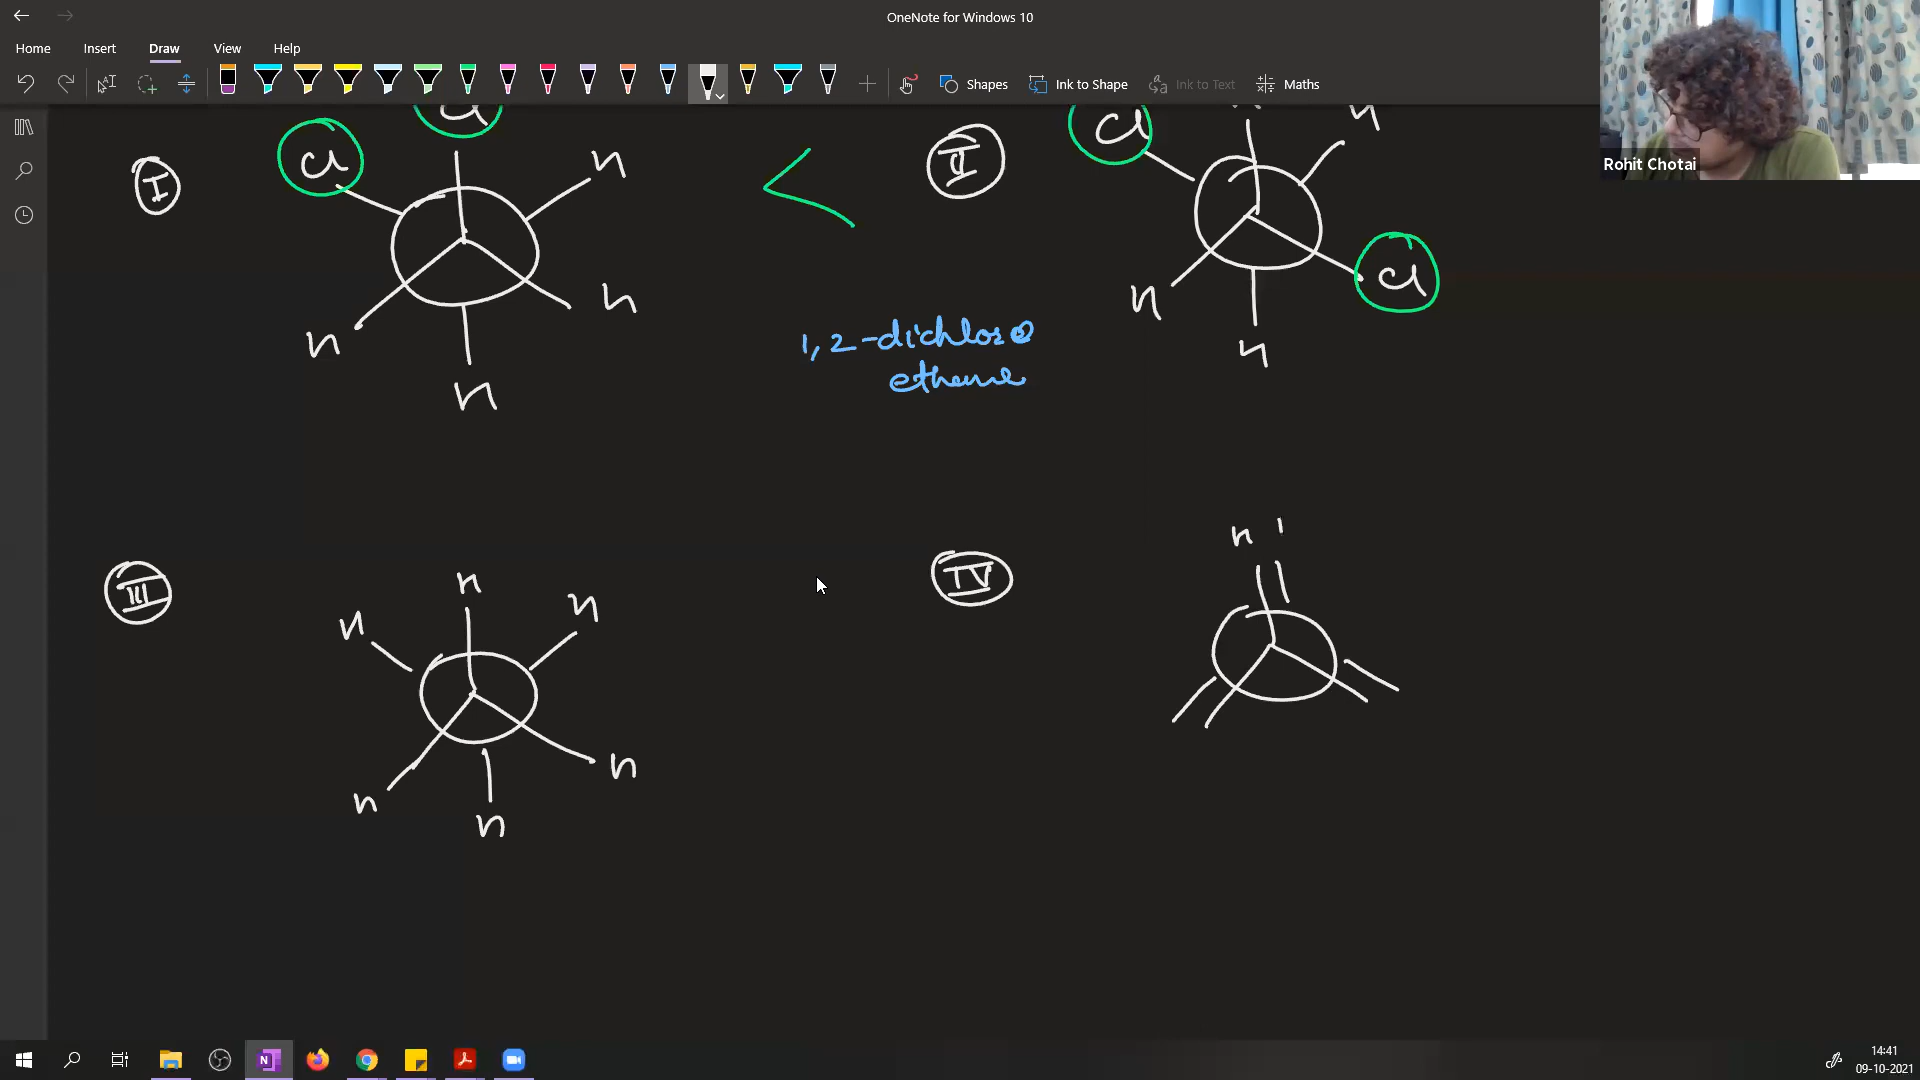 OneNote for Windows 10
Home Insert Draw View Help
Shapes Ink to Shape Ink to Text Maths
Rohit Chotai
I
Cl
Cl
H
H
H
H
<
II
Cl
H
Cl
H
H
1,2-dichloro
ethane
III
H
H
H
H
H
H
IV
H
N
14:41
09-10-2021